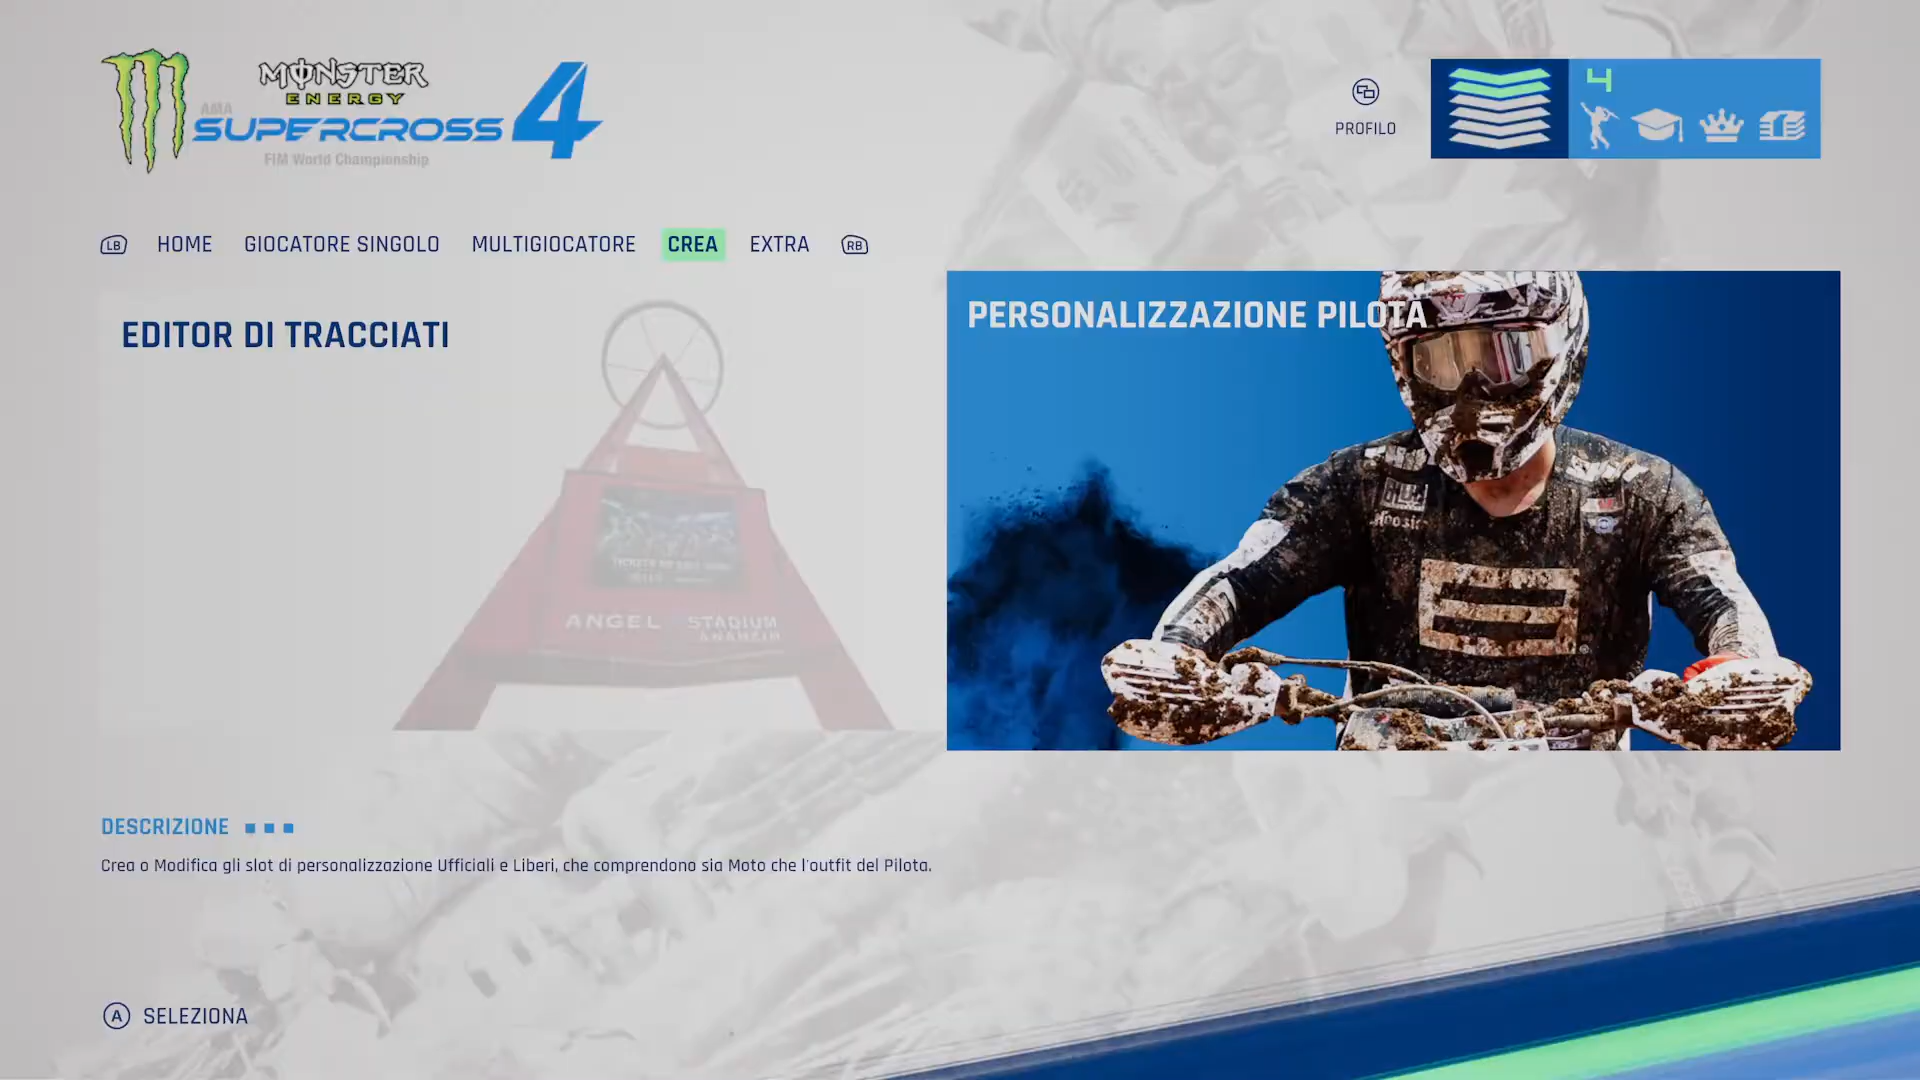 MONSTER
ENERGY
AMA
SUPERCROSS 4
FIM World Championship
PROFILO
4
LB HOME GIOCATORE SINGOLO MULTIGIOCATORE CREA EXTRA RB
EDITOR DI TRACCIATI
PERSONALIZZAZIONE PILOTA
ANGEL STADIUM
ANAHEIM
DESCRIZIONE
Crea o Modifica gli slot di personalizzazione Ufficiali e Liberi, che comprendono sia Moto che l'outfit del Pilota.
A SELEZIONA